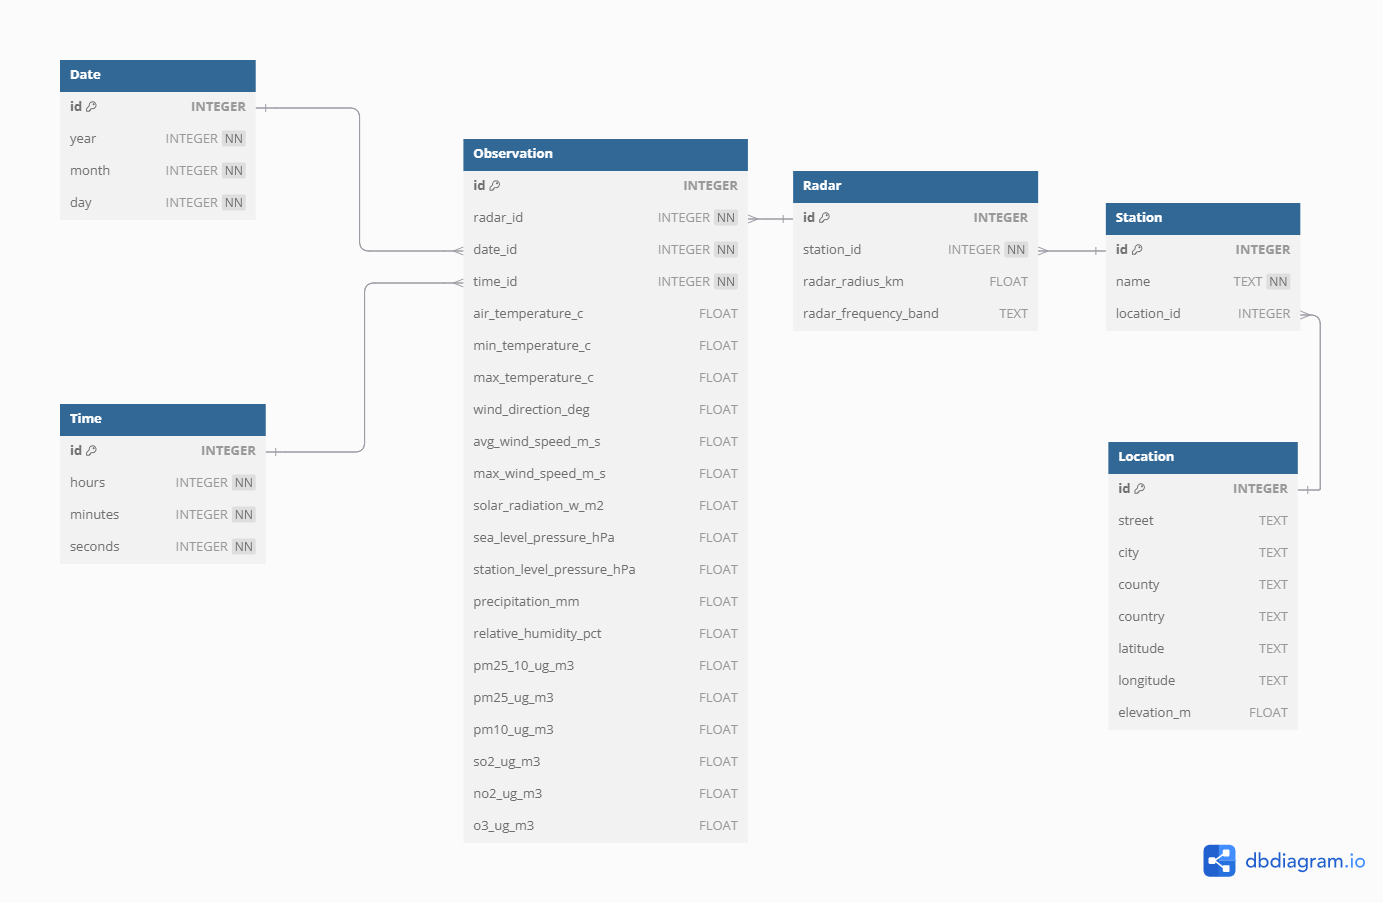 Date
id INTEGER
year INTEGER NN
month INTEGER NN
day INTEGER NN
Time
id INTEGER
hours INTEGER NN
minutes INTEGER NN
seconds INTEGER NN
Observation
id INTEGER
radar_id INTEGER NN
date_id INTEGER NN
time_id INTEGER NN
air_temperature_c FLOAT
min_temperature_c FLOAT
max_temperature_c FLOAT
wind_direction_deg FLOAT
avg_wind_speed_m_s FLOAT
max_wind_speed_m_s FLOAT
solar_radiation_w_m2 FLOAT
sea_level_pressure_hPa FLOAT
station_level_pressure_hPa FLOAT
precipitation_mm FLOAT
relative_humidity_pct FLOAT
pm25_10_ug_m3 FLOAT
pm25_ug_m3 FLOAT
pm10_ug_m3 FLOAT
so2_ug_m3 FLOAT
no2_ug_m3 FLOAT
o3_ug_m3 FLOAT
Radar
id INTEGER
station_id INTEGER NN
radar_radius_km FLOAT
radar_frequency_band TEXT
Station
id INTEGER
name TEXT NN
location_id INTEGER
Location
id INTEGER
street TEXT
city TEXT
county TEXT
country TEXT
latitude TEXT
longitude TEXT
elevation_m FLOAT
dbdiagram.io